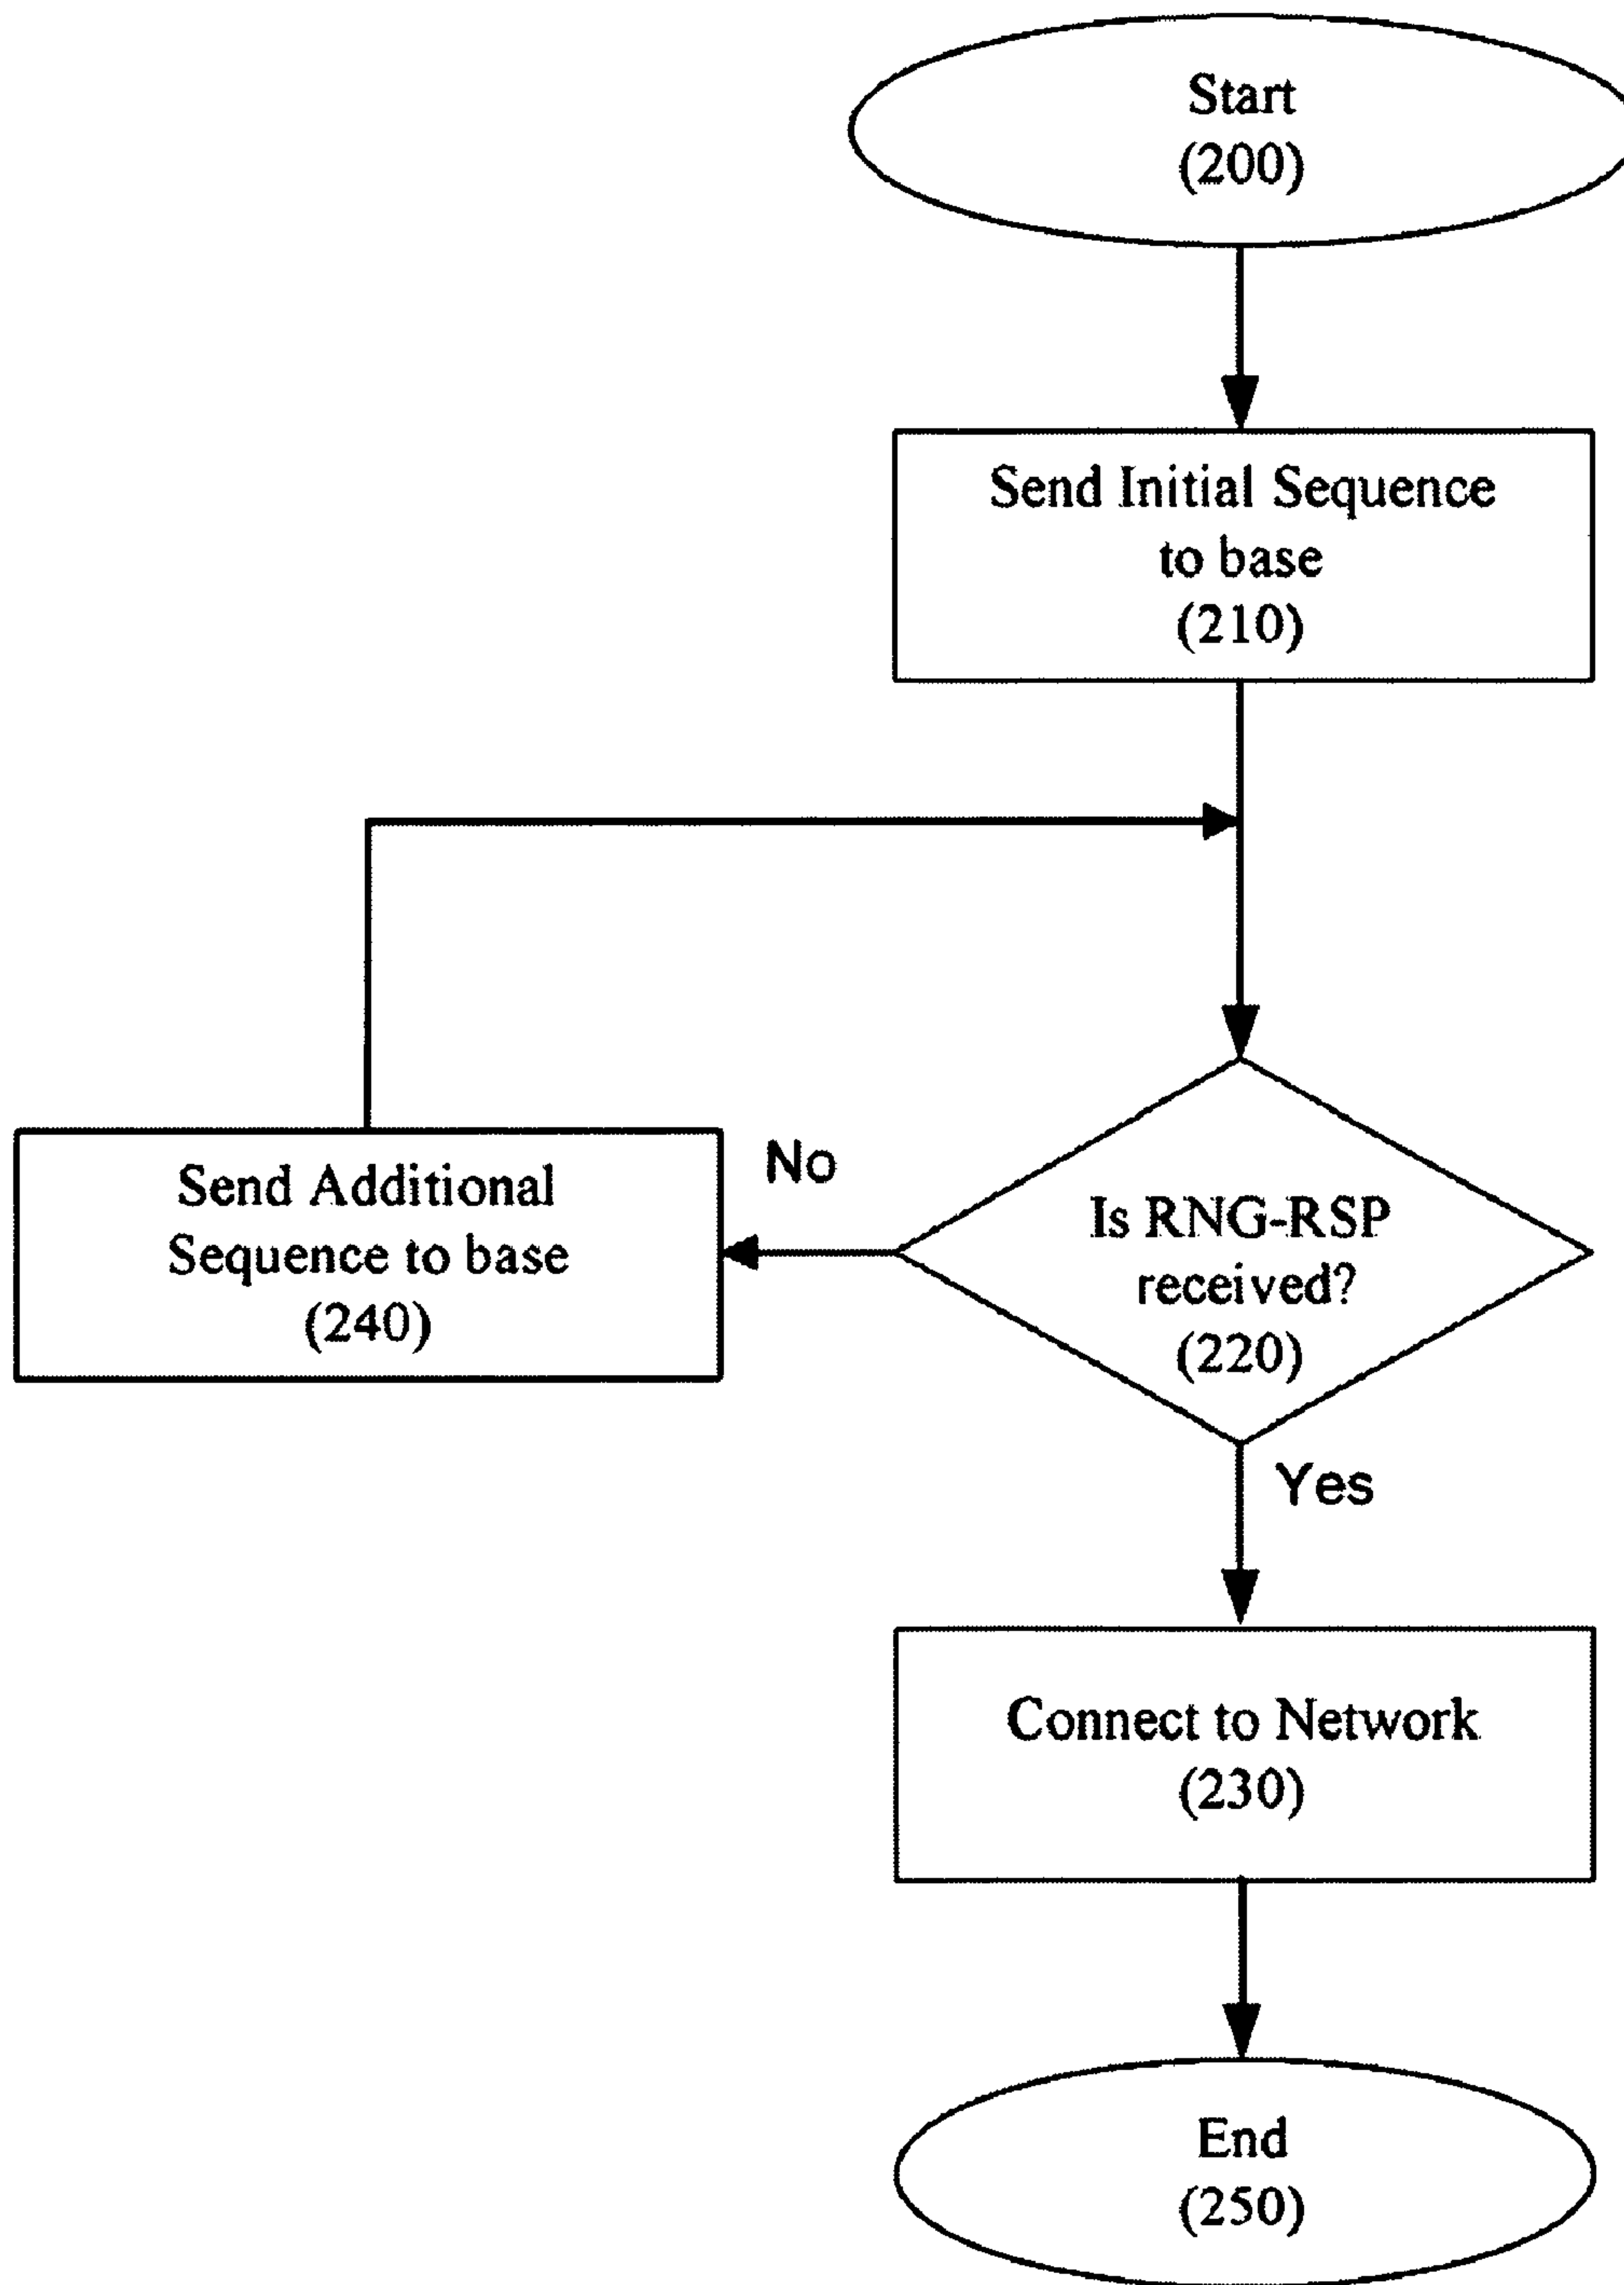 Start
(200)
Send Initial Sequence
to base
(210)
No
Send Additional
Sequence to base
(240)
Is RNG-RSP
received?
(220)
Yes
Connect to Network
(230)
End
(250)